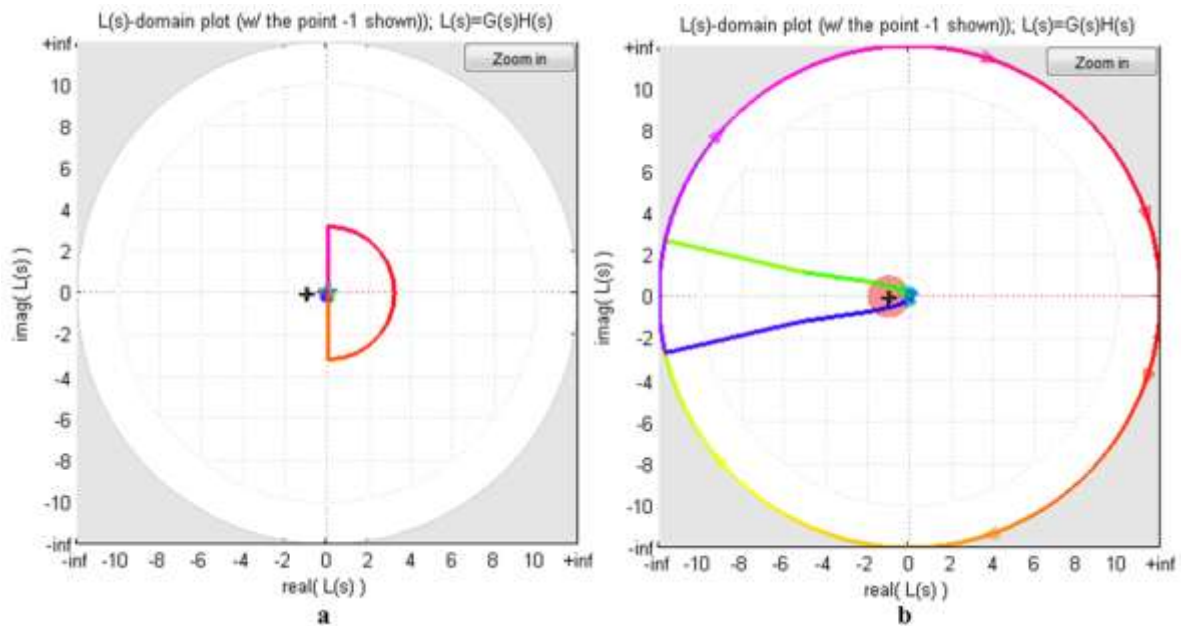 L(s)-domain plot (w/ the point -1 shown)); L(s)=G(s)H(s)
Zoom in
+inf
10
8
6
4
2
0
-2
-4
-6
-8
-10
-inf
imag( L(s) )
-inf -10 -8 -6 -4 -2 0 2 4 6 8 10 +inf
real( L(s) )
a
L(s)-domain plot (w/ the point -1 shown)); L(s)=G(s)H(s)
Zoom in
+inf
10
8
6
4
2
0
-2
-4
-6
-8
-10
-inf
imag( L(s) )
-inf -10 -8 -6 -4 -2 0 2 4 6 8 10 +inf
real( L(s) )
b